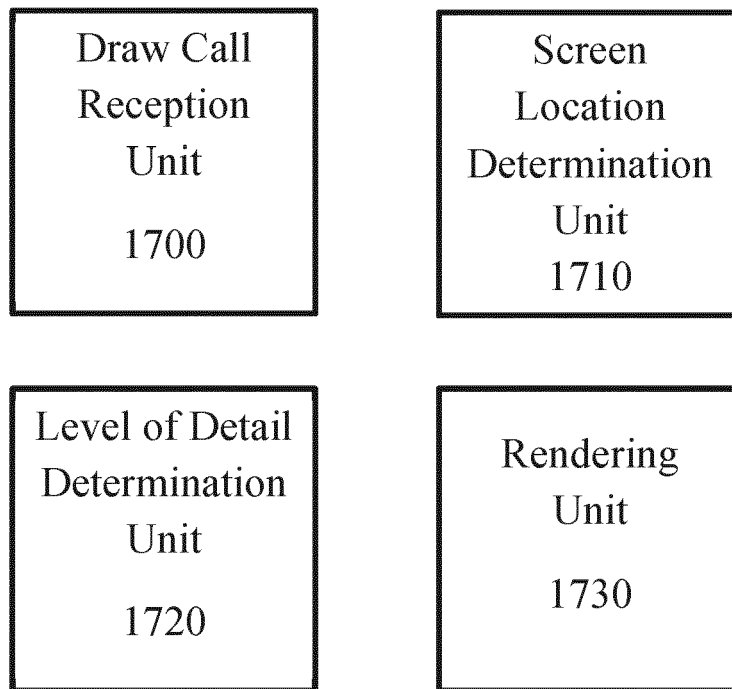 Draw Call
Reception
Unit
1700
Screen
Location
Determination
Unit
1710
Level of Detail
Determination
Unit
1720
Rendering
Unit
1730